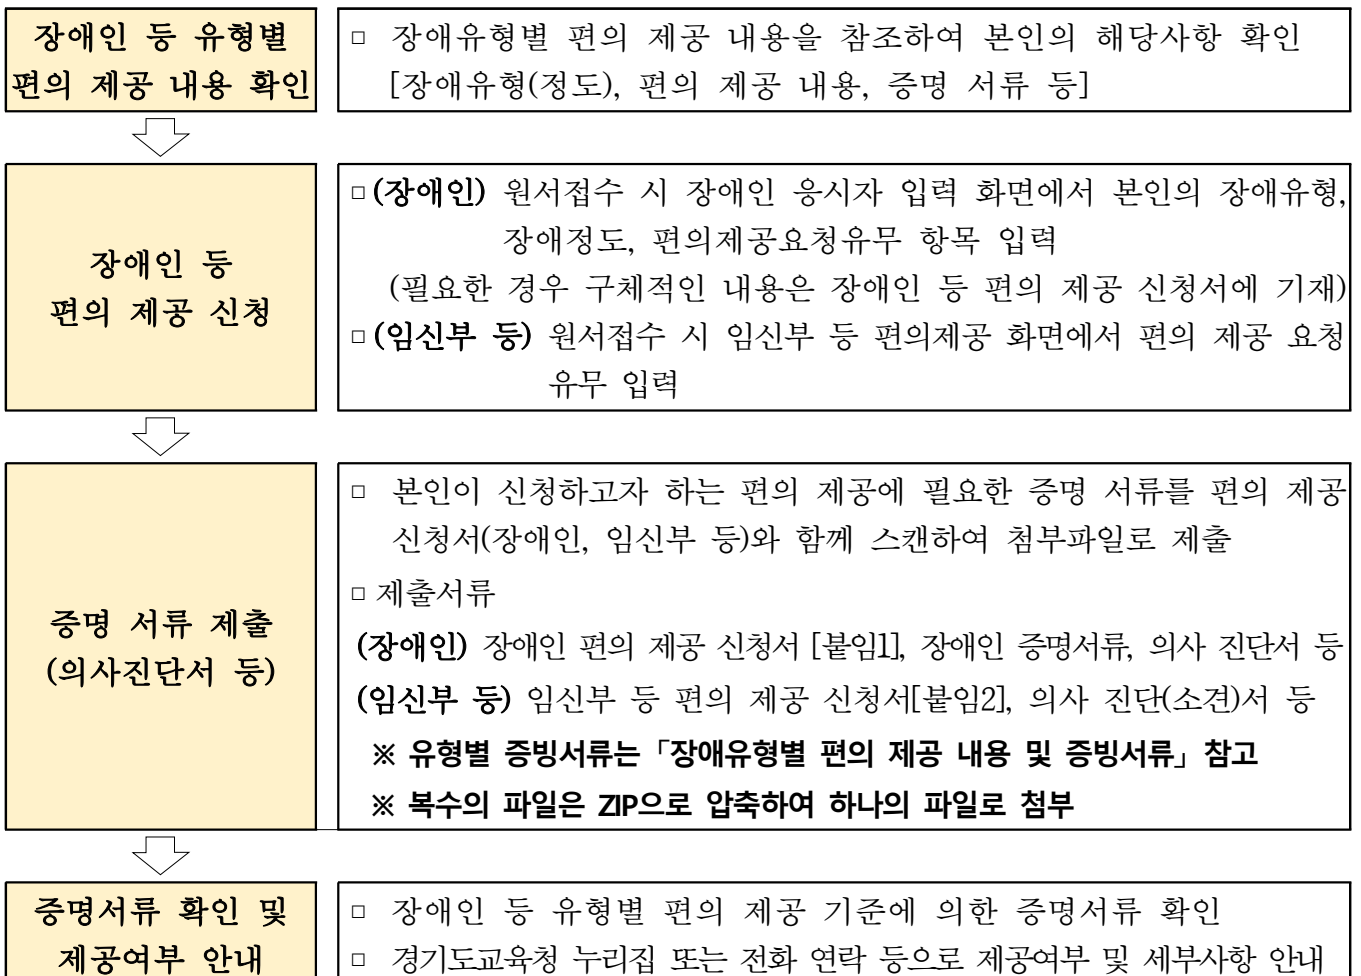 장애인 등 유형별
편의 제공 내용 확인
□ 장애유형별 편의 제공 내용을 참조하여 본인의 해당사항 확인
[장애유형(정도), 편의 제공 내용, 증명 서류 등]
장애인 등
편의 제공 신청
□ (장애인) 원서접수 시 장애인 응시자 입력 화면에서 본인의 장애유형,
장애정도, 편의제공요청유무 항목 입력
(필요한 경우 구체적인 내용은 장애인 등 편의 제공 신청서에 기재)
□ (임신부 등) 원서접수 시 임신부 등 편의제공 화면에서 편의 제공 요청
유무 입력
증명 서류 제출
(의사진단서 등)
□ 본인이 신청하고자 하는 편의 제공에 필요한 증명 서류를 편의 제공
신청서(장애인, 임신부 등)와 함께 스캔하여 첨부파일로 제출
□ 제출서류
(장애인) 장애인 편의 제공 신청서 [붙임1], 장애인 증명서류, 의사 진단서 등
(임신부 등) 임신부 등 편의 제공 신청서[붙임2], 의사 진단(소견)서 등
※ 유형별 증빙서류는「장애유형별 편의 제공 내용 및 증빙서류」참고
※ 복수의 파일은 ZIP으로 압축하여 하나의 파일로 첨부
증명서류 확인 및
제공여부 안내
□ 장애인 등 유형별 편의 제공 기준에 의한 증명서류 확인
□ 경기도교육청 누리집 또는 전화 연락 등으로 제공여부 및 세부사항 안내